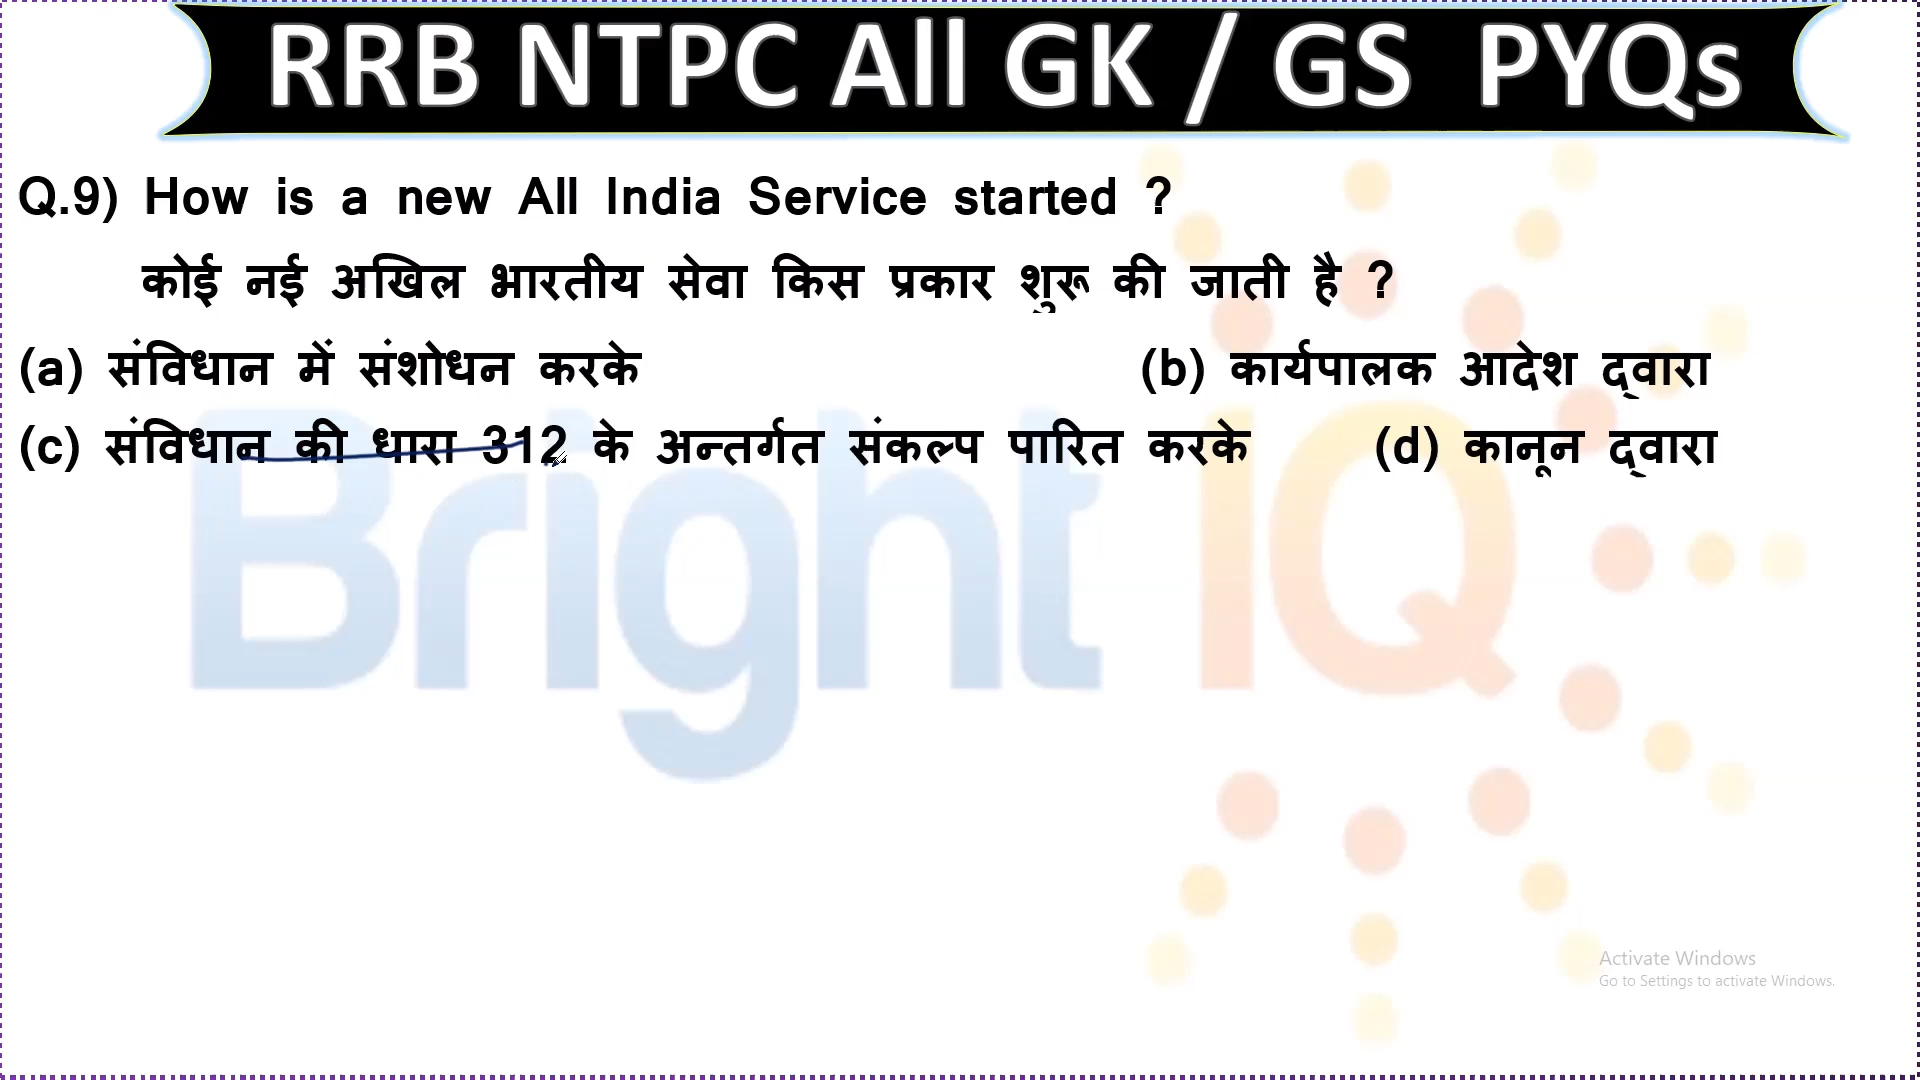 RRB NTPC All GK / GS PYQs
Q.9) How is a new All India Service started ?
कोई नई अखिल भारतीय सेवा किस प्रकार शुरू की जाती है ?
(a) संविधान में संशोधन करके (b) कार्यपालक आदेश द्वारा
(c) संविधान की धारा 312 के अन्तर्गत संकल्प पारित करके (d) कानून द्वारा
Bright IQ
Activate Windows
Go to Settings to activate Windows.